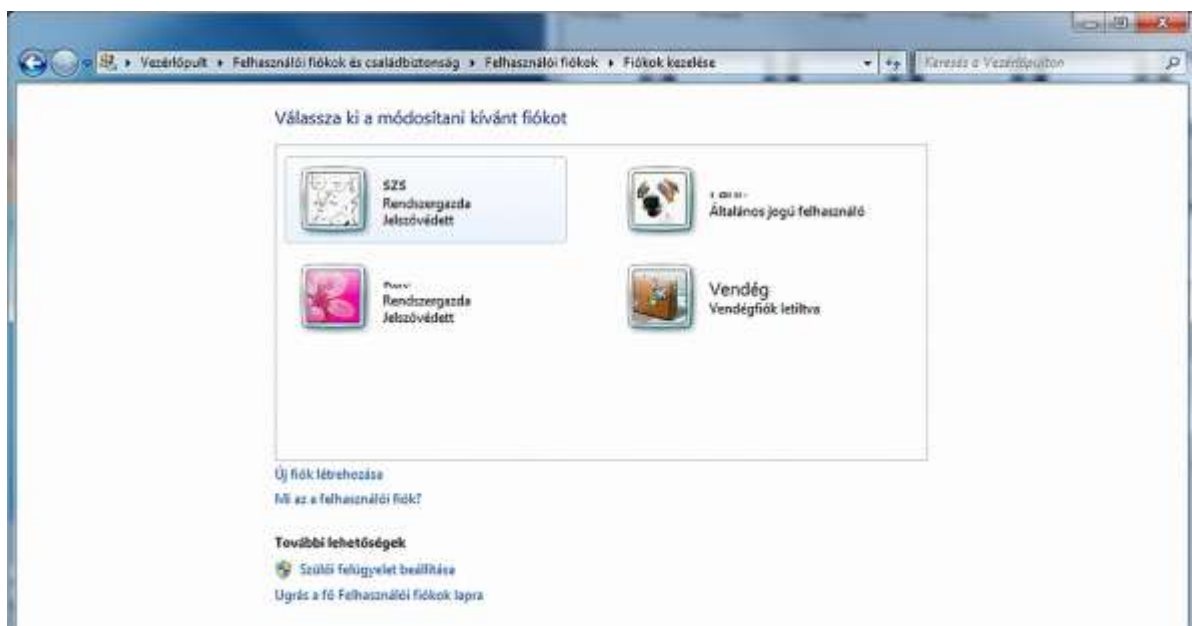 Vezérlőpult ▸ Felhasználói fiókok és családbiztonság ▸ Felhasználói fiókok ▸ Fiókok kezelése
Keresés a Vezérlőpulton
Válassza ki a módosítani kívánt fiókot
SZS
Rendszergazda
Jelszóvédett
Általános jogú felhasználó
Rendszergazda
Jelszóvédett
Vendég
Vendégfiók letiltva
Új fiók létrehozása
Mi az a felhasználói fiók?
További lehetőségek
Szülői felügyelet beállítása
Ugrás a fő Felhasználói fiókok lapra